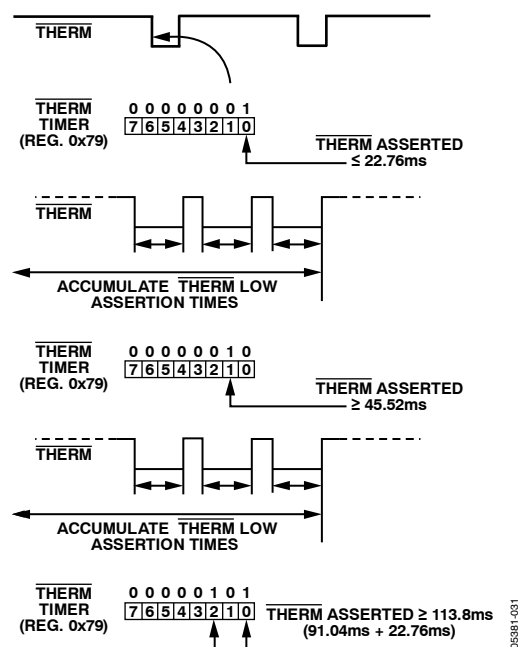 THERM
THERM
TIMER
(REG. 0x79)
0 0 0 0 0 0 0 1
7 6 5 4 3 2 1 0
THERM ASSERTED
≤ 22.76ms
THERM
ACCUMULATE THERM LOW
ASSERTION TIMES
THERM
TIMER
(REG. 0x79)
0 0 0 0 0 0 1 0
7 6 5 4 3 2 1 0
THERM ASSERTED
≥ 45.52ms
THERM
ACCUMULATE THERM LOW
ASSERTION TIMES
THERM
TIMER
(REG. 0x79)
0 0 0 0 0 1 0 1
7 6 5 4 3 2 1 0
THERM ASSERTED ≥ 113.8ms
(91.04ms + 22.76ms)
05381-031